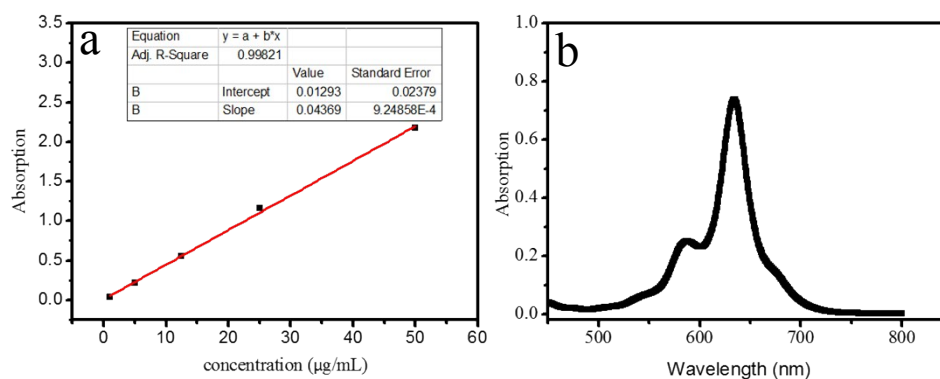 a
Equation y = a + b*x
Adj. R-Square 0.99821
Value Standard Error
B Intercept 0.01293 0.02379
B Slope 0.04369 9.24858E-4
3.5
3.0
2.5
2.0
1.5
1.0
0.5
0.0
Absorption
0 10 20 30 40 50 60
concentration (μg/mL)
b
1.0
0.8
0.6
0.4
0.2
0.0
Absorption
500 600 700 800
Wavelength (nm)